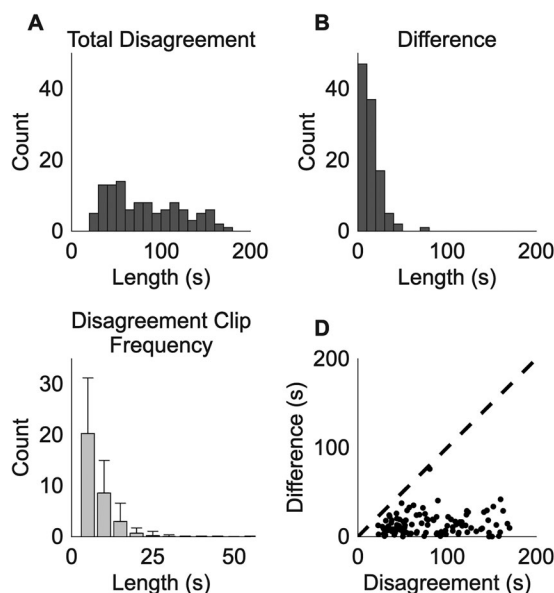 A
Total Disagreement
Count
40
20
0
0
100
200
Length (s)
B
Difference
Count
40
20
0
0
100
200
Length (s)
Disagreement Clip
Frequency
Count
30
20
10
0
0
25
50
Length (s)
D
Difference (s)
200
100
0
0
100
200
Disagreement (s)